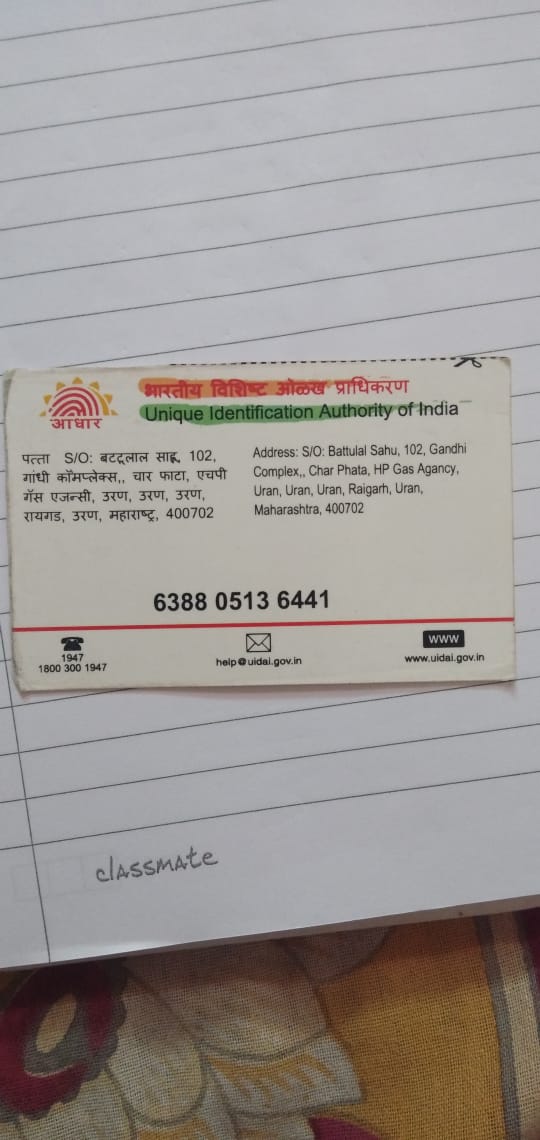 भारतीय विशिष्ट ओळख प्राधिकरण
Unique Identification Authority of India
आधार
पत्ता S/O: बटटूलाल साहू, 102,
गांधी कॉमप्लेक्स,, चार फाटा, एचपी
गॅस एजन्सी, उरण, उरण, उरण,
रायगड, उरण, महाराष्ट्र, 400702
Address: S/O: Battulal Sahu, 102, Gandhi
Complex,, Char Phata, HP Gas Agancy,
Uran, Uran, Uran, Raigarh, Uran,
Maharashtra, 400702
6388 0513 6441
1947
1800 300 1947
help@uidai.gov.in
www
www.uidai.gov.in
classmate